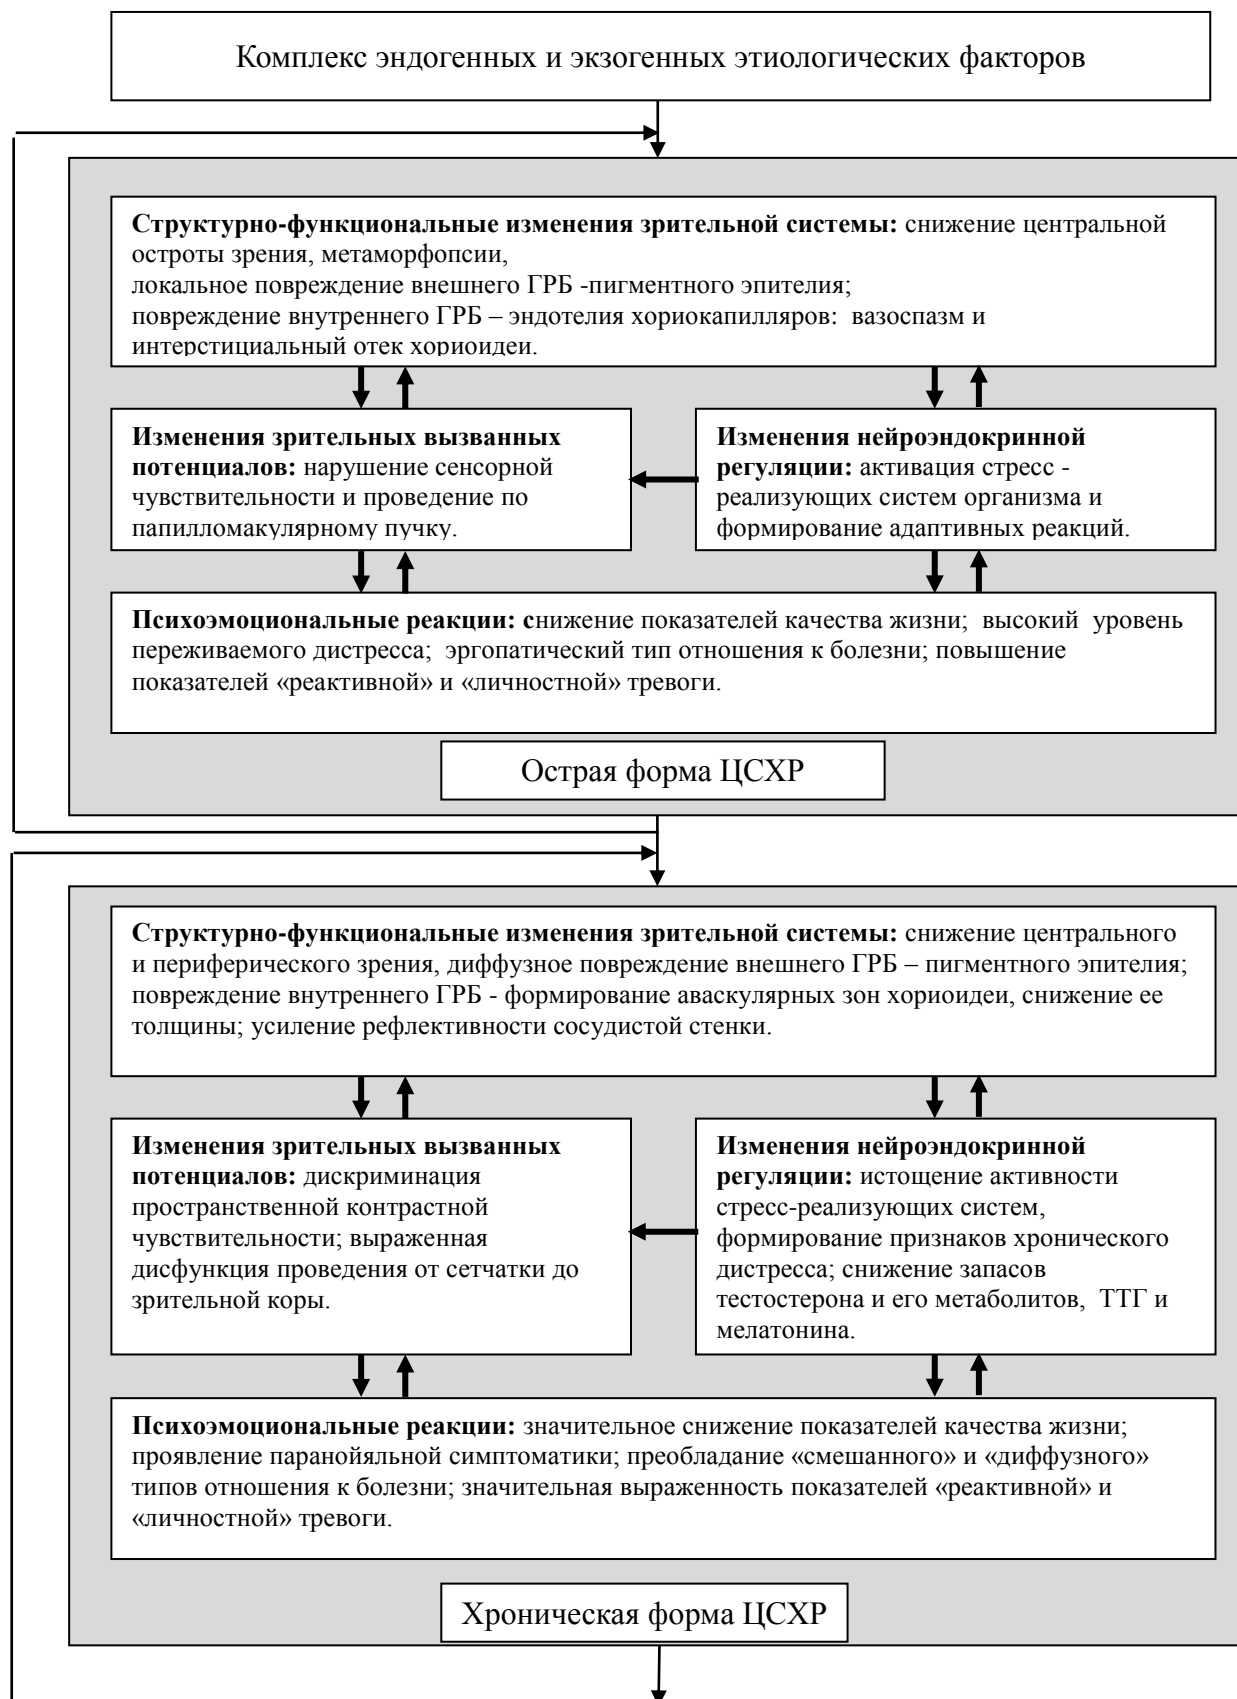 Комплекс эндогенных и экзогенных этиологических факторов
Структурно-функциональные изменения зрительной системы: снижение центральной
остроты зрения, метаморфопсии,
локальное повреждение внешнего ГРБ -пигментного эпителия;
повреждение внутреннего ГРБ – эндотелия хориокапилляров: вазоспазм и
интерстициальный отек хориоидеи.
Изменения зрительных вызванных
потенциалов: нарушение сенсорной
чувствительности и проведение по
папилломакулярному пучку.
Изменения нейроэндокринной
регуляции: активация стресс -
реализующих систем организма и
формирование адаптивных реакций.
Психоэмоциональные реакции: снижение показателей качества жизни; высокий уровень
переживаемого дистресса; эргопатический тип отношения к болезни; повышение
показателей «реактивной» и «личностной» тревоги.
Острая форма ЦСХР
Структурно-функциональные изменения зрительной системы: снижение центрального
и периферического зрения, диффузное повреждение внешнего ГРБ – пигментного эпителия;
повреждение внутреннего ГРБ - формирование аваскулярных зон хориоидеи, снижение ее
толщины; усиление рефлективности сосудистой стенки.
Изменения зрительных вызванных
потенциалов: дискриминация
пространственной контрастной
чувствительности; выраженная
дисфункция проведения от сетчатки до
зрительной коры.
Изменения нейроэндокринной
регуляции: истощение активности
стресс-реализующих систем,
формирование признаков хронического
дистресса; снижение запасов
тестостерона и его метаболитов, ТТГ и
мелатонина.
Психоэмоциональные реакции: значительное снижение показателей качества жизни;
проявление паранойяльной симптоматики; преобладание «смешанного» и «диффузного»
типов отношения к болезни; значительная выраженность показателей «реактивной» и
«личностной» тревоги.
Хроническая форма ЦСХР